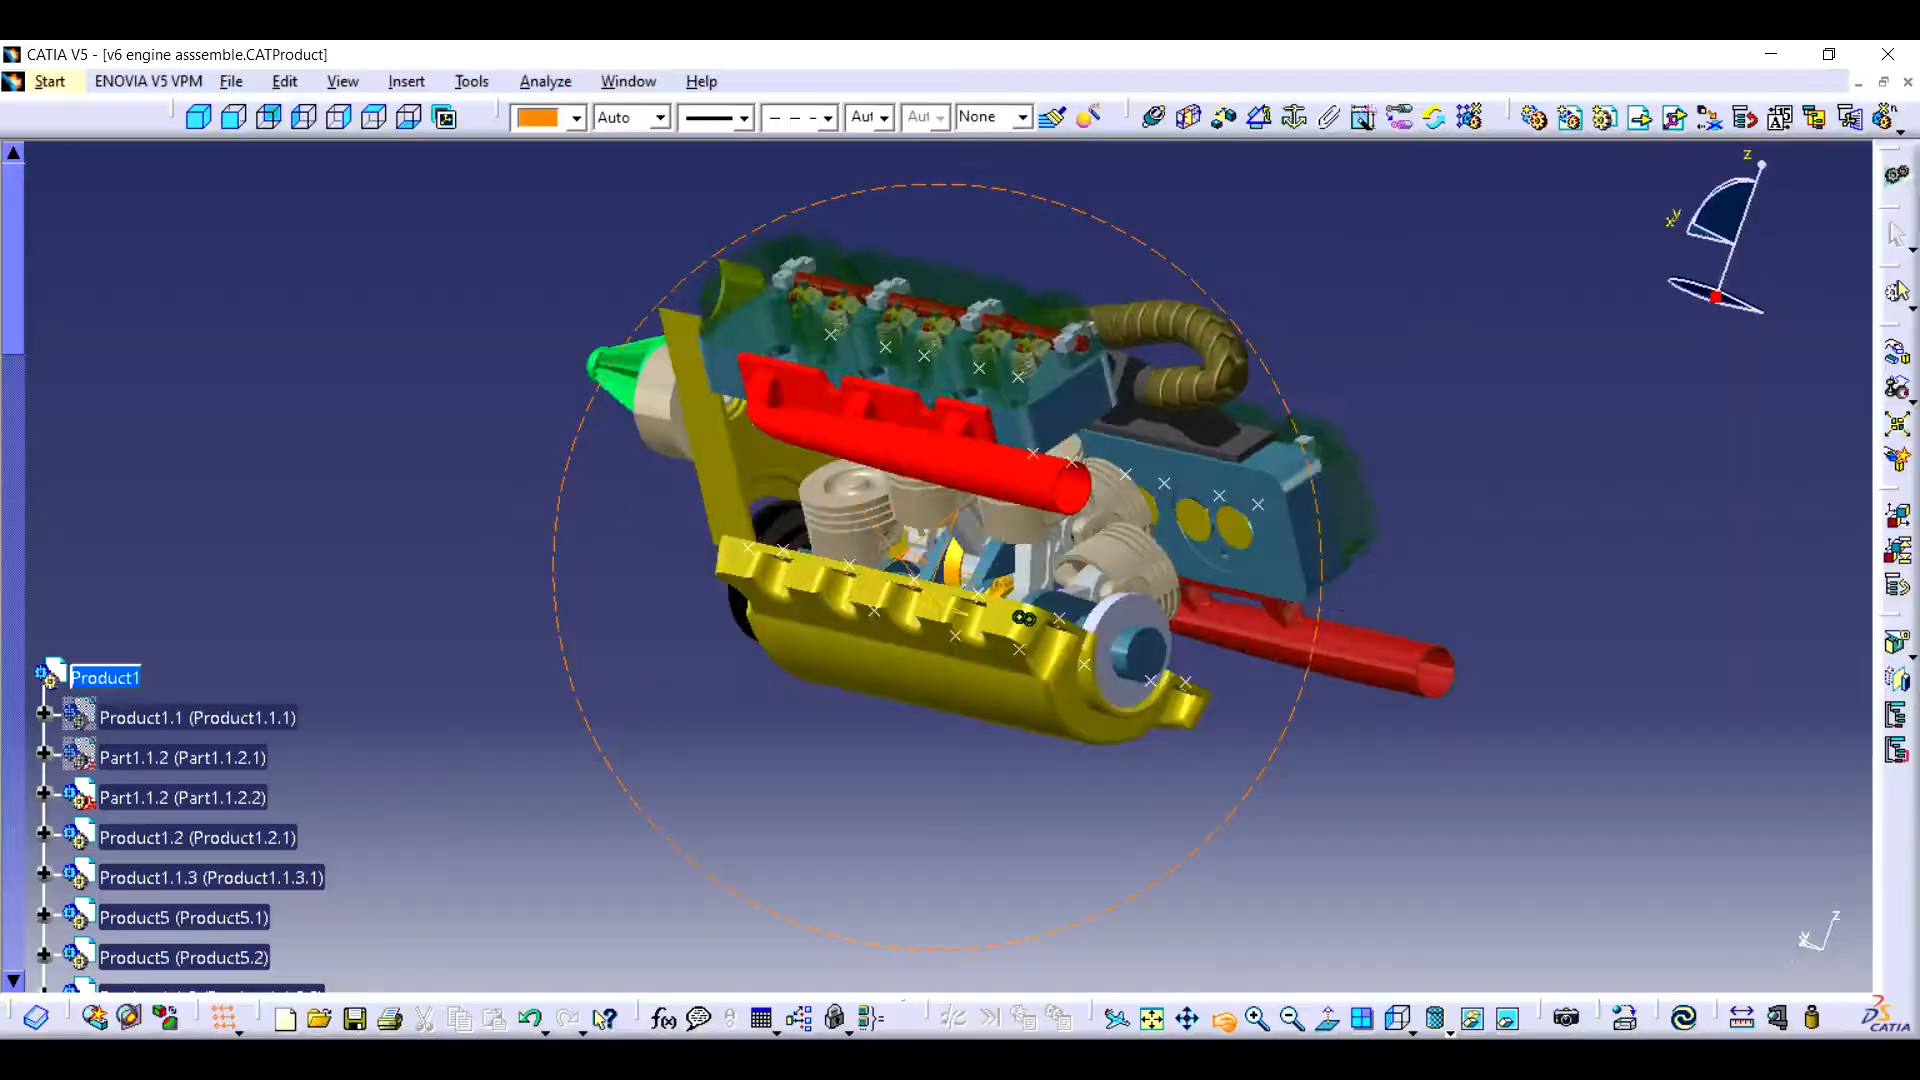 CATIA V5 - [v6 engine asssemble.CATProduct]
Start ENOVIA V5 VPM File Edit View Insert Tools Analyze Window Help
Auto Aut Aut None
z
x y
Product1
Product1.1 (Product1.1.1)
Part1.1.2 (Part1.1.2.1)
Part1.1.2 (Part1.1.2.2)
Product1.2 (Product1.2.1)
Product1.1.3 (Product1.1.3.1)
Product5 (Product5.1)
z
Product5 (Product5.2)
f(x)
CATIA